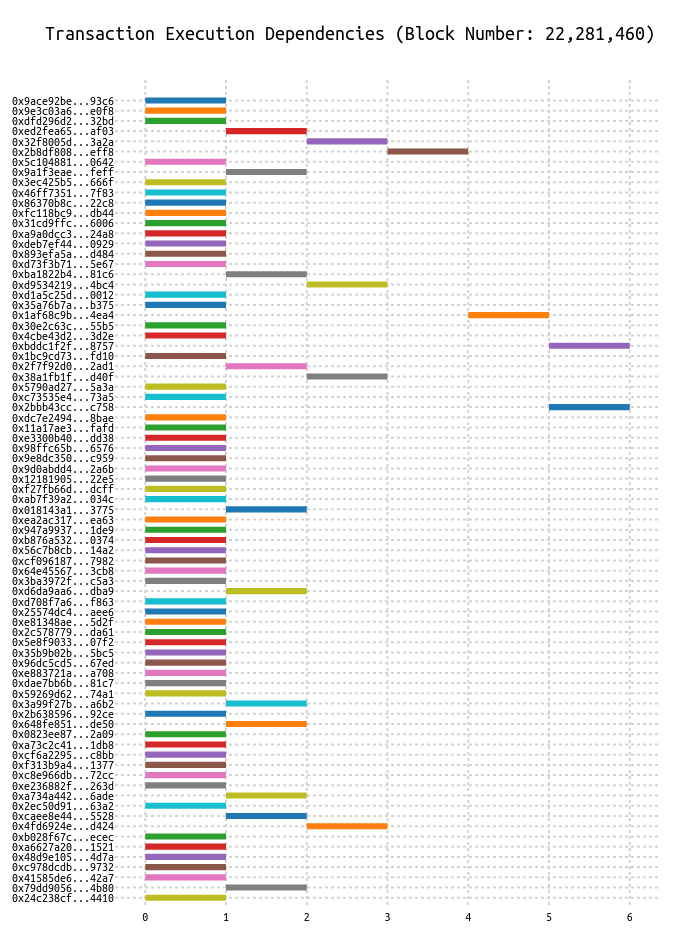 Transaction Execution Dependencies (Block Number: 22,281,460)
0x9ace92be...93c6
0x9e3c03a6...e0f8
0xdfd296d2...32bd
0xed2fea65...af03
0x32f8005d...3a2a
0x2b8df808...eff8
0x5c104881...0642
0x9a1f3eae...feff
0x3ec425b5...666f
0x46ff7351...7f83
0x86370b8c...22c8
0xfc118bc9...db44
0x31cd9ffc...6006
0xa9a0dcc3...24a8
0xdeb7ef44...0929
0x893efa5a...d484
0xd73f3b71...5e67
0xba1822b4...81c6
0xd9534219...4bc4
0xd1a5c25d...0012
0x35a76b7a...b375
0x1af68c9b...4ea4
0x30e2c63c...55b5
0x4cbe43d2...3d2e
0xbddc1f2f...8757
0x1bc9cd73...fd10
0x2f7f92d0...2ad1
0x38a1fb1f...d40f
0x5790ad27...5a3a
0xc73535e4...73a5
0x2bbb43cc...c758
0xdc7e2494...8bae
0x11a17ae3...fafd
0xe3300b40...dd38
0x98ffc65b...6576
0x9e8dc350...c959
0x9d0abdd4...2a6b
0x12181905...22e5
0xf27fb66d...dcff
0xab7f39a2...034c
0x018143a1...3775
0xea2ac317...ea63
0x947a9937...1de9
0xb876a532...0374
0x56c7b8cb...14a2
0xcf096187...7982
0x64e45567...3cb8
0x3ba3972f...c5a3
0xd6da9aa6...dba9
0xd708f7a6...f863
0x25574dc4...aee6
0xe81348ae...5d2f
0x2c578779...da61
0x5e8f9033...07f2
0x35b9b02b...5bc5
0x96dc5cd5...67ed
0xe883721a...a708
0xdae7bb6b...81c7
0x59269d62...74a1
0x3a99f27b...a6b2
0x2b638596...92ce
0x648fe851...de50
0x0823ee87...2a09
0xa73c2c41...1db8
0xcf6a2295...c8bb
0xf313b9a4...1377
0xc8e966db...72cc
0xe236882f...263d
0xa734a442...6ade
0x2ec50d91...63a2
0xcaee8e44...5528
0x4fd6924e...d424
0xb028f67c...ecec
0xa6627a20...1521
0x48d9e105...4d7a
0xc978dcdb...9732
0x41585de6...42a7
0x79dd9056...4b80
0x24c238cf...4410
0 1 2 3 4 5 6